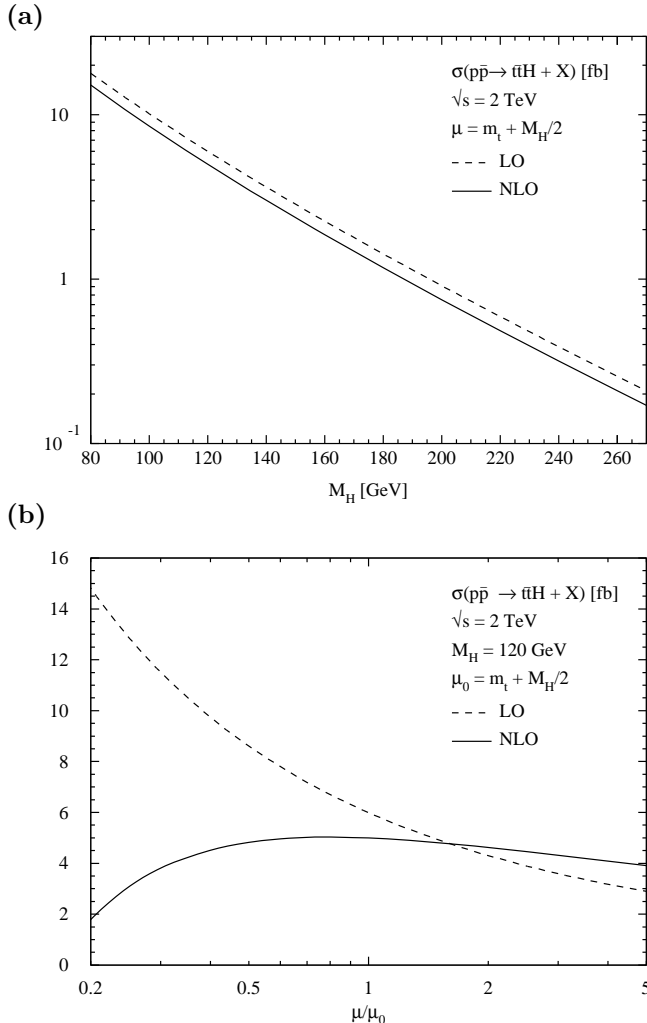 (a)
σ(pp̄→ tt̄H + X) [fb]
√s = 2 TeV
μ = m_t + M_H/2
LO
NLO
10
1
10^-1
80 100 120 140 160 180 200 220 240 260
M_H [GeV]
(b)
16
σ(pp̄ → tt̄H + X) [fb]
14
√s = 2 TeV
M_H = 120 GeV
12
μ_0 = m_t + M_H/2
10
LO
NLO
8
6
4
2
0
0.2 0.5 1 2 5
μ/μ_0